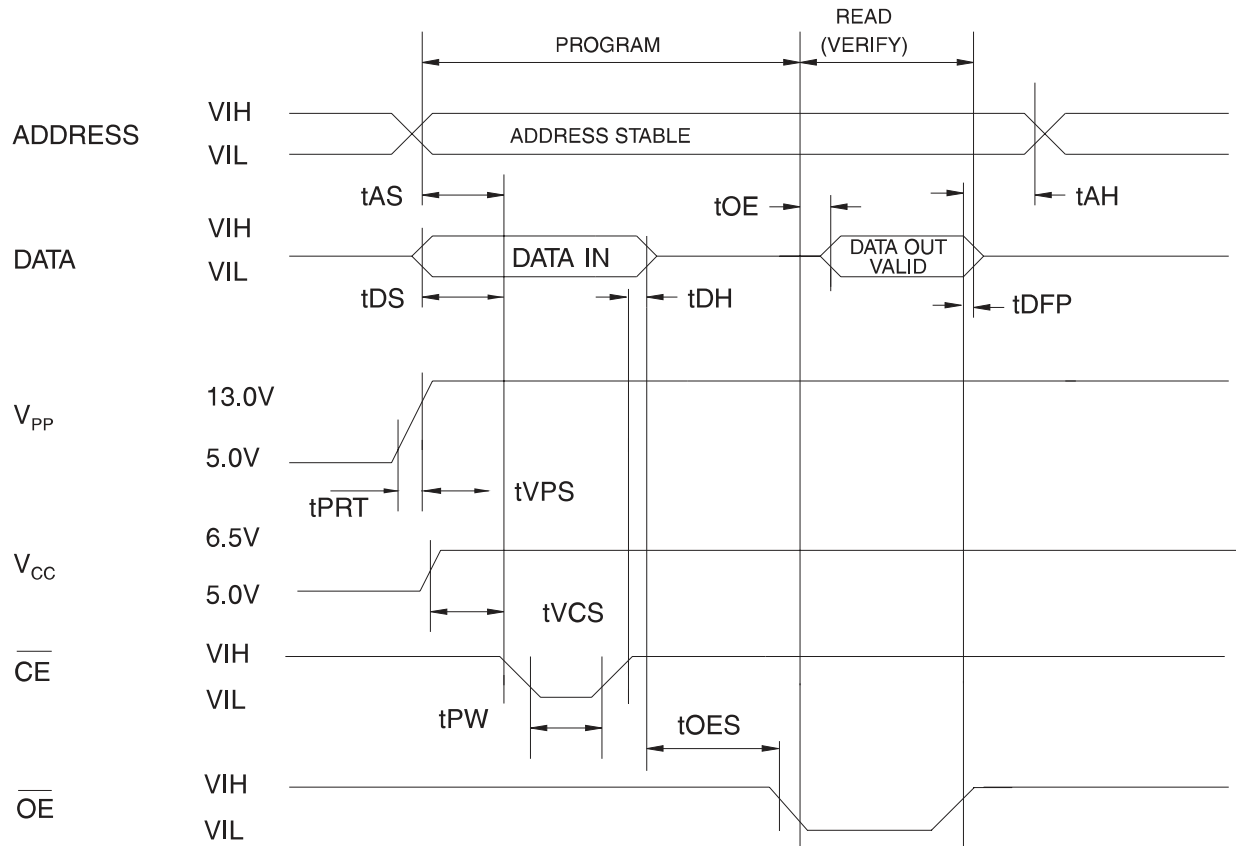 READ
PROGRAM (VERIFY)
ADDRESS VIH
VIL
ADDRESS STABLE
tAS tOE tAH
DATA VIH
VIL
DATA IN
DATA OUT
VALID
tDS tDH tDFP
VPP 13.0V
5.0V
tPRT tVPS
VCC 6.5V
5.0V
tVCS
CE VIH
VIL
tPW tOES
OE VIH
VIL